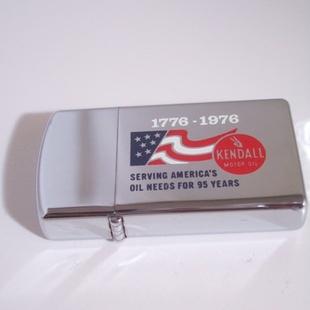 1776 - 1976
KENDALL
MOTOR OIL
SERVING AMERICA'S
OIL NEEDS FOR 95 YEARS